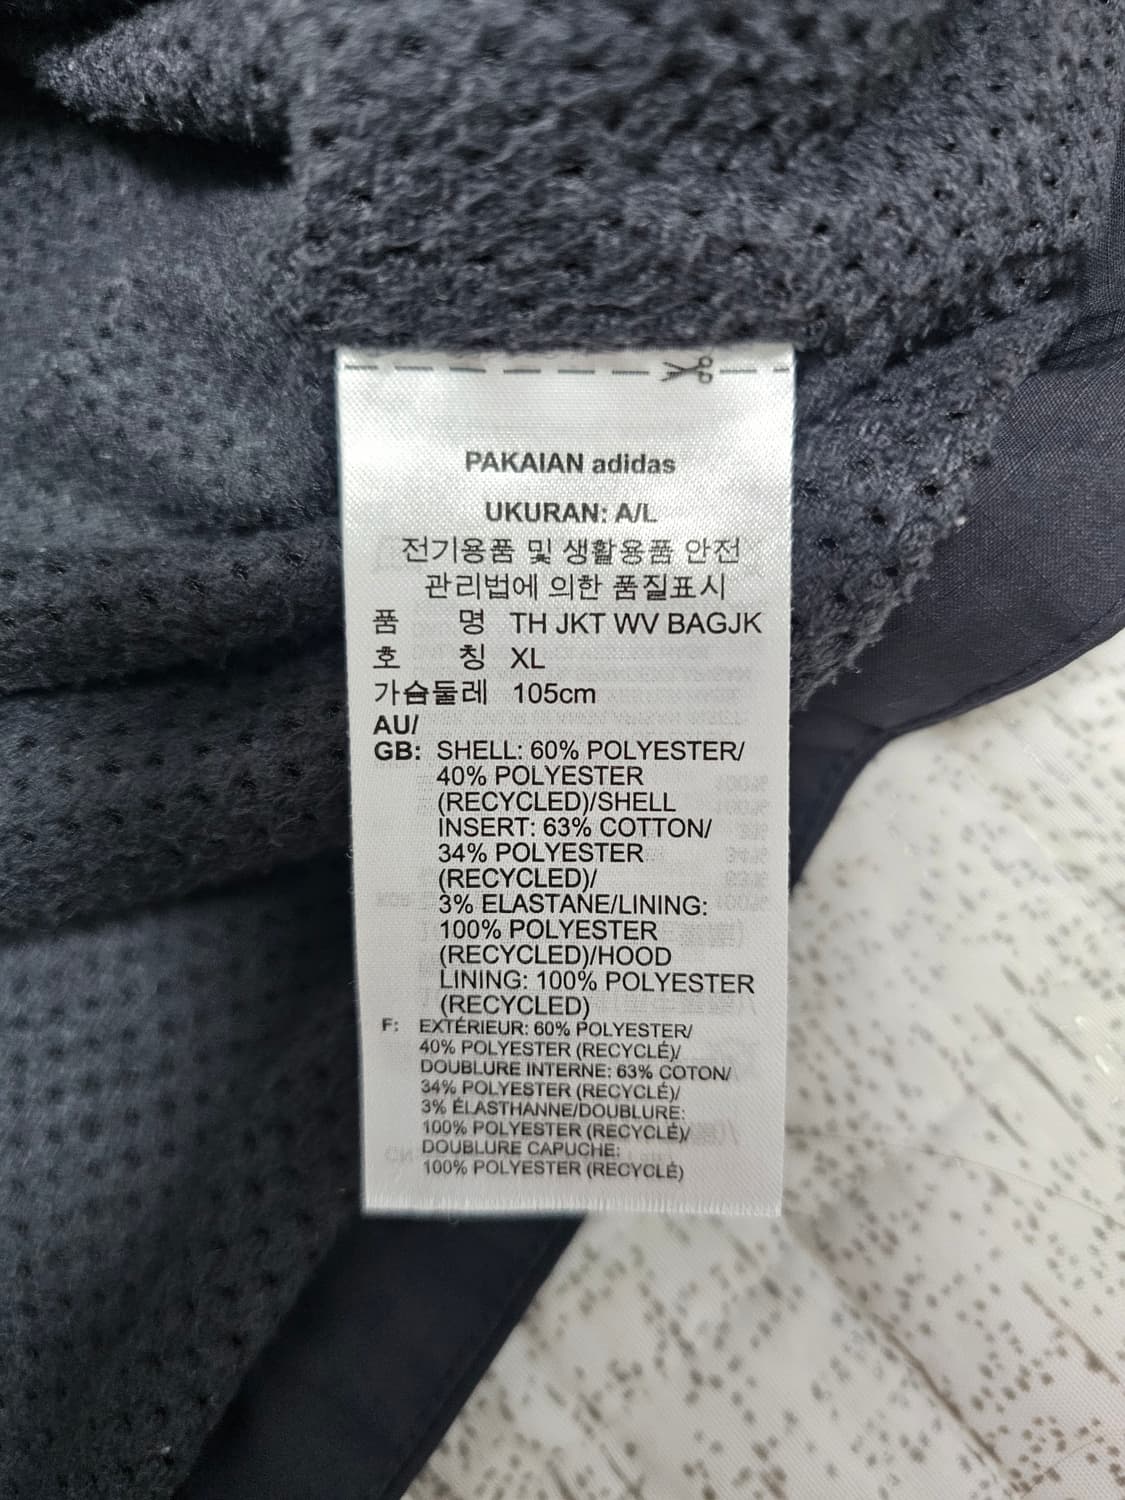 PAKAIAN adidas
UKURAN: A/L
전기용품 및 생활용품 안전
관리법에 의한 품질표시
품 명 TH JKT WV BAGJK
호 칭 XL
가슴둘레 105cm
AU/
GB: SHELL: 60% POLYESTER/
40% POLYESTER
(RECYCLED)/SHELL
INSERT: 63% COTTON/
34% POLYESTER
(RECYCLED)/
3% ELASTANE/LINING:
100% POLYESTER
(RECYCLED)/HOOD
LINING: 100% POLYESTER
(RECYCLED)
F: EXTÉRIEUR: 60% POLYESTER/
40% POLYESTER (RECYCLÉ)/
DOUBLURE INTERNE: 63% COTON/
34% POLYESTER (RECYCLÉ)/
3% ÉLASTHANNE/DOUBLURE:
100% POLYESTER (RECYCLÉ)/
DOUBLURE CAPUCHE:
100% POLYESTER (RECYCLÉ)